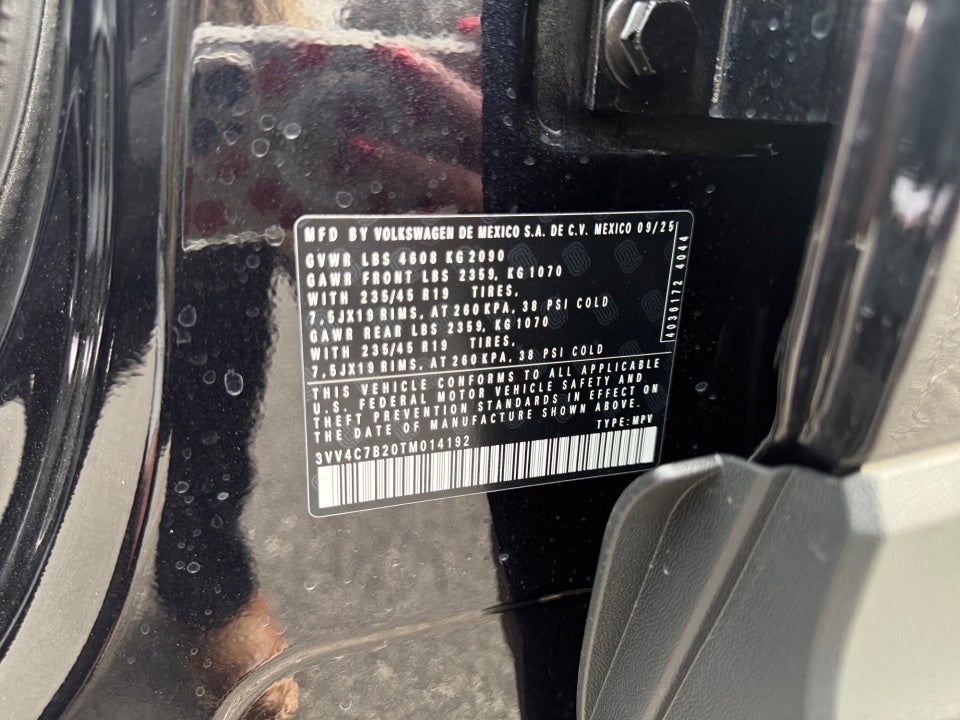 MFD BY VOLKSWAGEN DE MEXICO S.A. DE C.V. MEXICO 09/25
GVWR LBS 4608 KG 2090
GAWR FRONT LBS 2359, KG 1070
WITH 235/45 R19 TIRES,
7,5JX19 RIMS, AT 260 KPA, 38 PSI COLD
GAWR REAR LBS 2359, KG 1070
WITH 235/45 R19 TIRES,
7,5JX19 RIMS, AT 260 KPA, 38 PSI COLD
4036172 4044
THIS VEHICLE CONFORMS TO ALL APPLICABLE
U.S. FEDERAL MOTOR VEHICLE SAFETY AND
THEFT PREVENTION STANDARDS IN EFFECT ON
THE DATE OF MANUFACTURE SHOWN ABOVE.
TYPE: MPV
3VV4C7B20TM014192